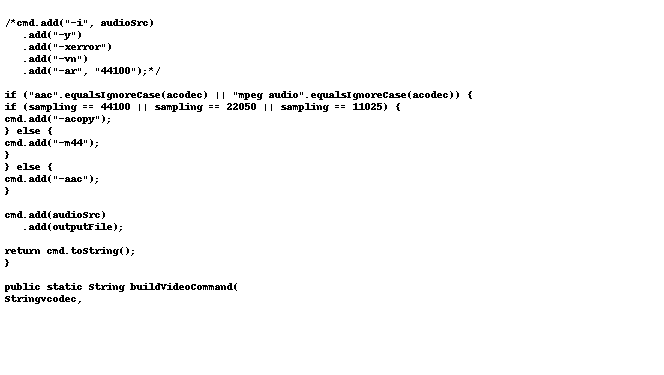 /*cmd.add("-i", audioSrc)
.add("-y")
.add("-xerror")
.add("-vn")
.add("-ar", "44100");*/
if ("aac".equalsIgnoreCase(acodec) || "mpeg audio".equalsIgnoreCase(acodec)) {
if (sampling == 44100 || sampling == 22050 || sampling == 11025) {
cmd.add("-acopy");
} else {
cmd.add("-m44");
}
} else {
cmd.add("-aac");
}
cmd.add(audioSrc)
.add(outputFile);
return cmd.toString();
}
public static String buildVideoCommand(
Stringvcodec,